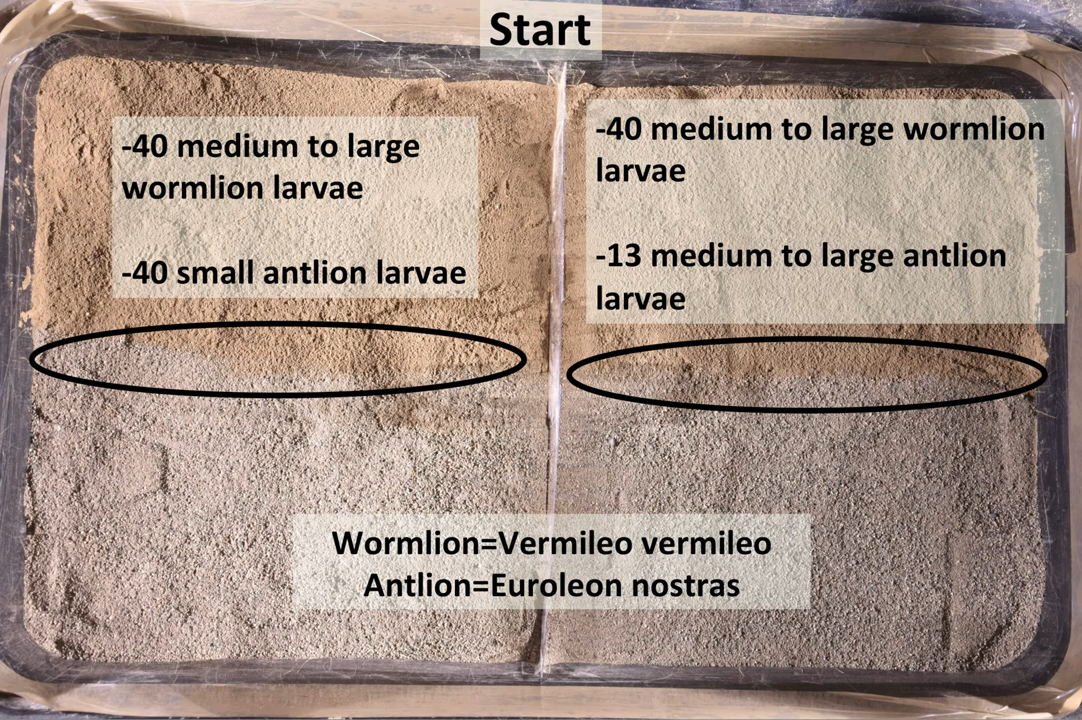 Start
-40 medium to large
wormlion larvae
-40 small antlion larvae
-40 medium to large wormlion
larvae
-13 medium to large antlion
larvae
Wormlion=Vermileo vermileo
Antlion=Euroleon nostras